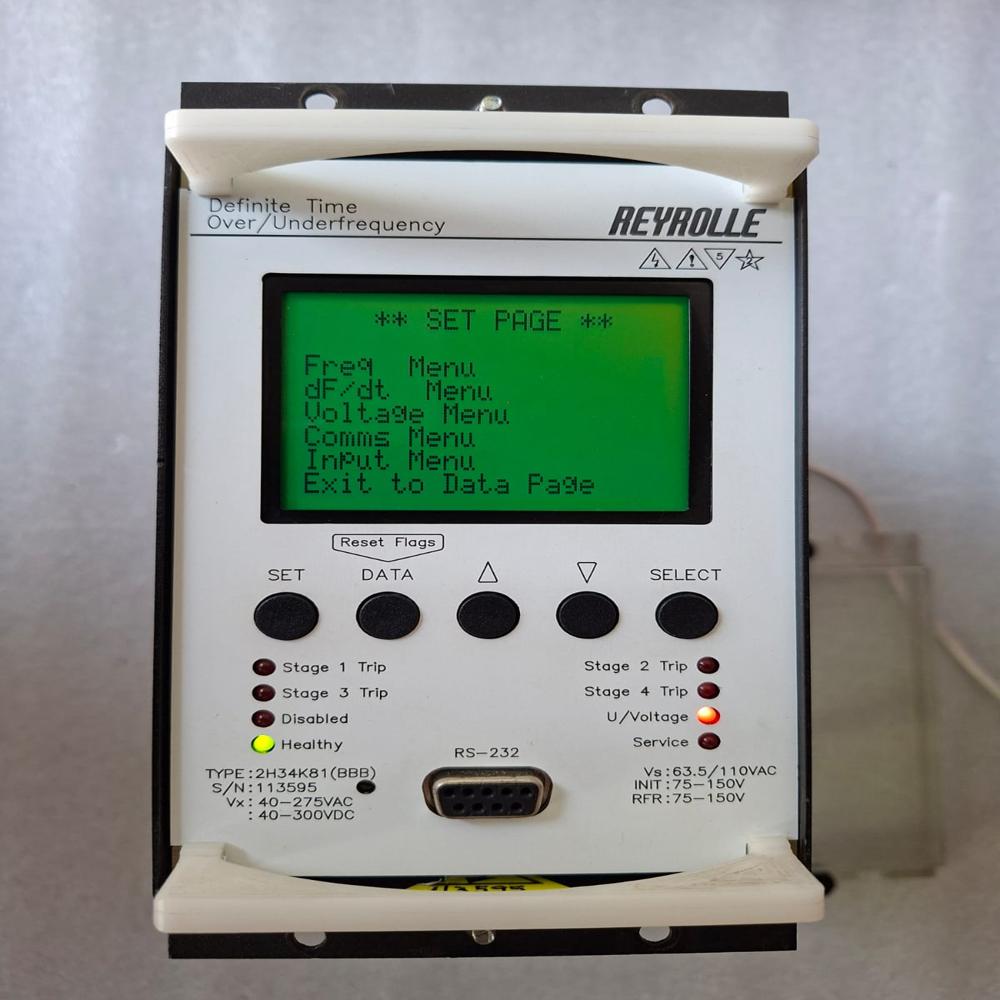 Definite Time
Over/Underfrequency
REYROLLE
5
2
** SET PAGE **
Freq Menu
dF/dt Menu
Voltage Menu
Comms Menu
Input Menu
Exit to Data Page
Reset Flags
SET DATA △ ▽ SELECT
Stage 1 Trip
Stage 3 Trip
Disabled
Healthy
Stage 2 Trip
Stage 4 Trip
U/Voltage
Service
RS-232
TYPE:2H34K81(BBB)
S/N:113595
Vx:40-275VAC
:40-300VDC
Vs:63.5/110VAC
INIT:75-150V
RFR:75-150V